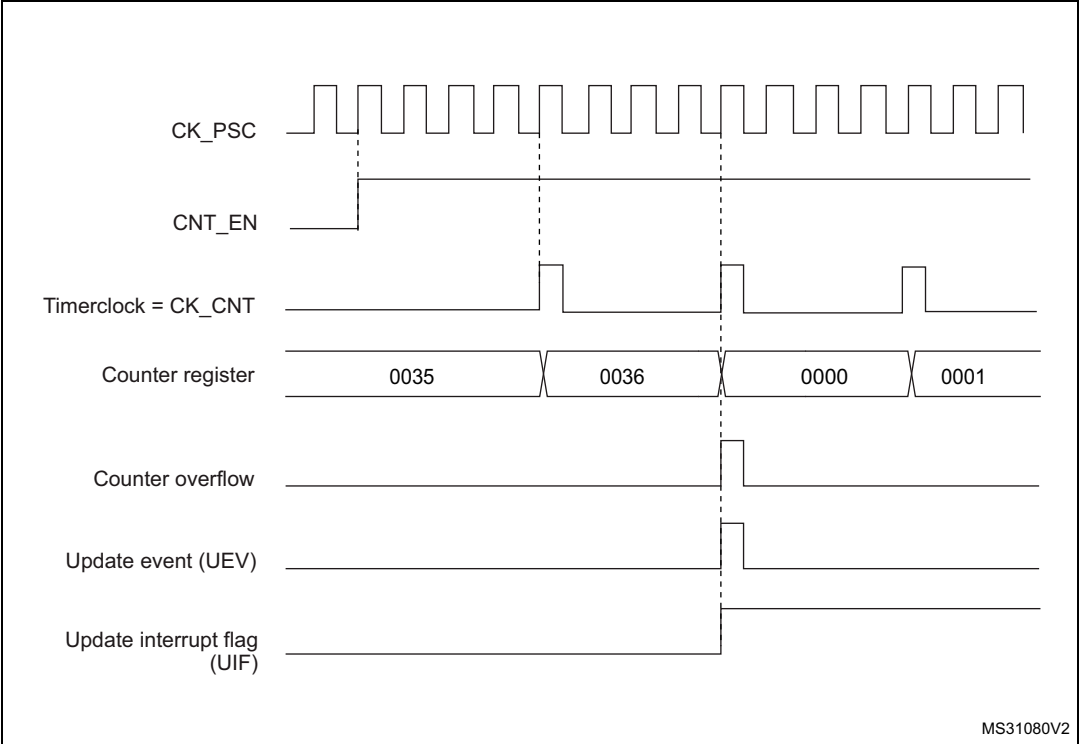 CK_PSC
CNT_EN
Timerclock = CK_CNT
Counter register
0035
0036
0000
0001
Counter overflow
Update event (UEV)
Update interrupt flag
(UIF)
MS31080V2